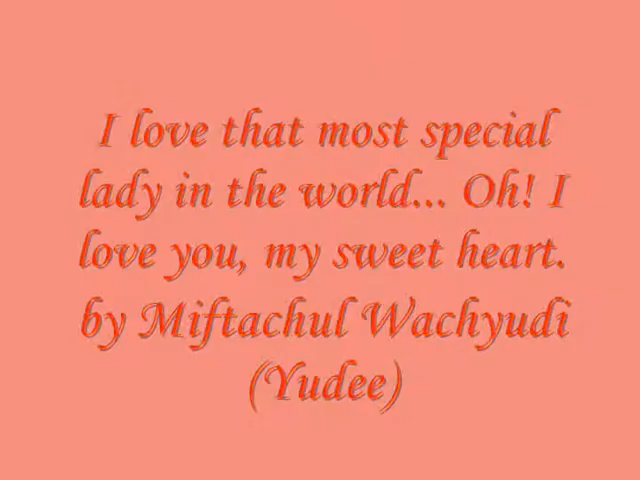 I love that most special
lady in the world... Oh! I
love you, my sweet heart.
by Miftachul Wachyudi
(Yudee)